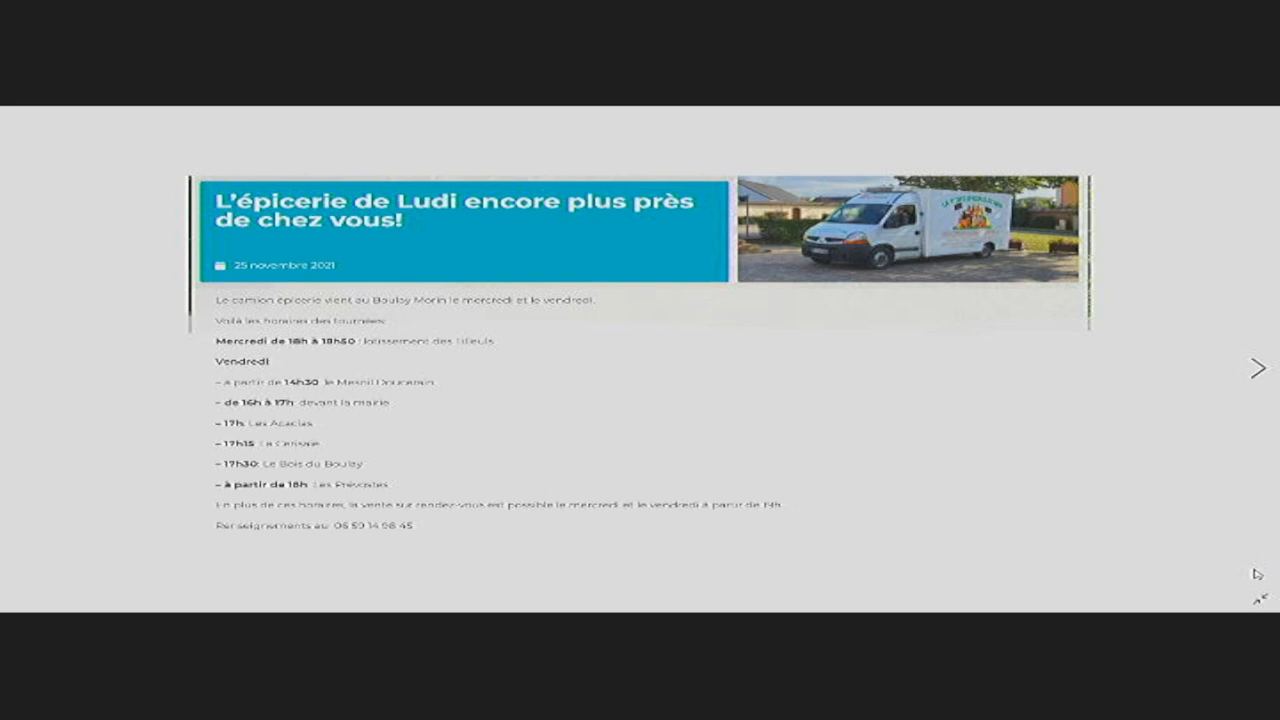 L'épicerie de Ludi encore plus près
de chez vous!
25 novembre 2021
Le camion épicerie vient au Boulay Morin le mercredi et le vendredi.
Voilà les horaires des tournées:
Mercredi de 18h à 18h50 : lotissement des Tilleuls
Vendredi
– à partir de 14h30: le Mesnil Doucerain
– de 16h à 17h: devant la mairie
– 17h: Les Acacias
– 17h15: La Cerisaie
– 17h30: Le Bois du Boulay
– à partir de 18h: Les Prévostes
En plus de ces horaires, la vente sur rendez-vous est possible le mercredi et le vendredi à partir de 19h.
Renseignements au: 06 59 14 98 45